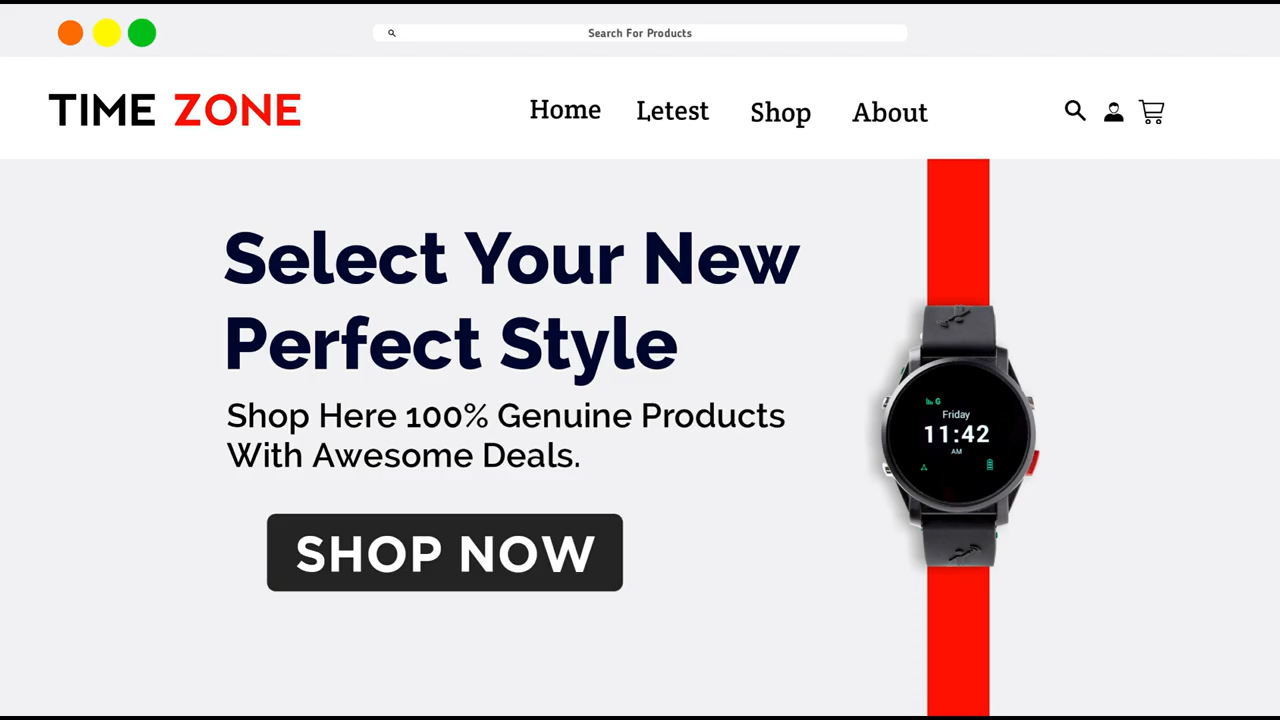 Search For Products
TIME ZONE
Home Letest Shop About
Select Your New
Perfect Style
Shop Here 100% Genuine Products
With Awesome Deals.
G
Friday
11:42
AM
SHOP NOW